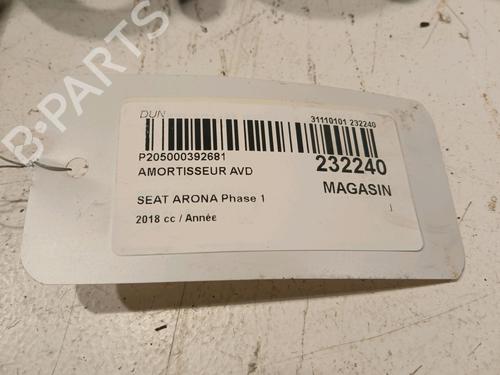 DUN
31110101 232240
P205000392681
232240
AMORTISSEUR AVD
MAGASIN
SEAT ARONA Phase 1
2018 cc / Année
B-PARTS